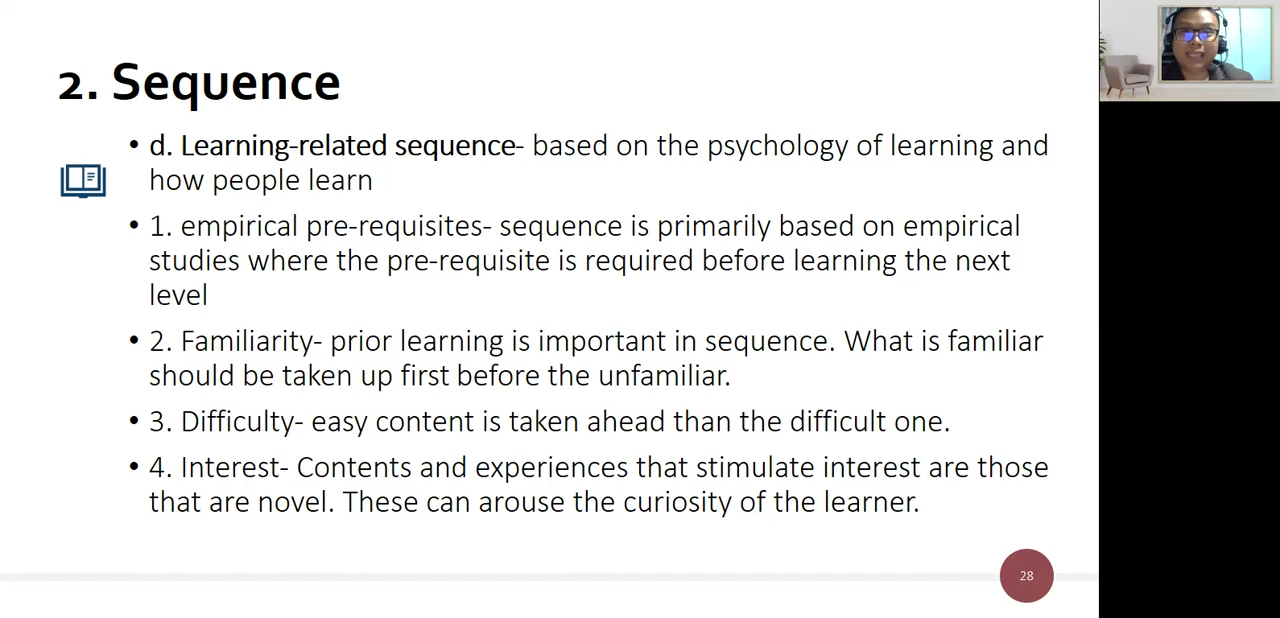 2. Sequence
• d. Learning-related sequence- based on the psychology of learning and
how people learn
• 1. empirical pre-requisites- sequence is primarily based on empirical
studies where the pre-requisite is required before learning the next
level
• 2. Familiarity- prior learning is important in sequence. What is familiar
should be taken up first before the unfamiliar.
• 3. Difficulty- easy content is taken ahead than the difficult one.
• 4. Interest- Contents and experiences that stimulate interest are those
that are novel. These can arouse the curiosity of the learner.
28